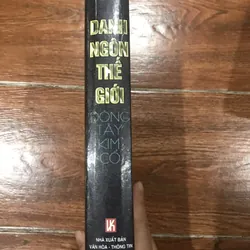 DANH
NGÔN
THẾ
GIỚI
ĐÔNG
TÂY
KIM
CỔ
NHÀ XUẤT BẢN
VĂN HÓA - THÔNG TIN